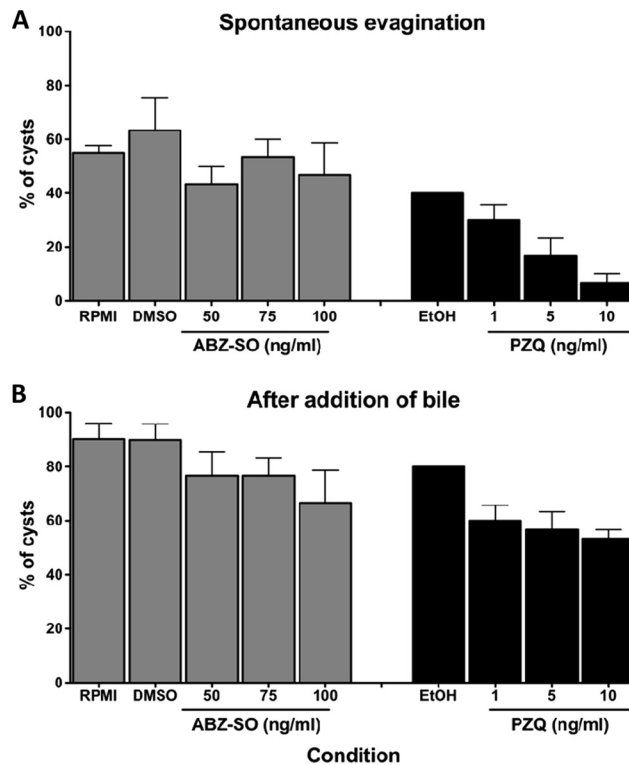 A
Spontaneous evagination
% of cysts
100
80
60
40
20
0
RPMI DMSO 50 75 100 EtOH 1 5 10
ABZ-SO (ng/ml) PZQ (ng/ml)
B
After addition of bile
% of cysts
100
80
60
40
20
0
RPMI DMSO 50 75 100 EtOH 1 5 10
ABZ-SO (ng/ml) PZQ (ng/ml)
Condition